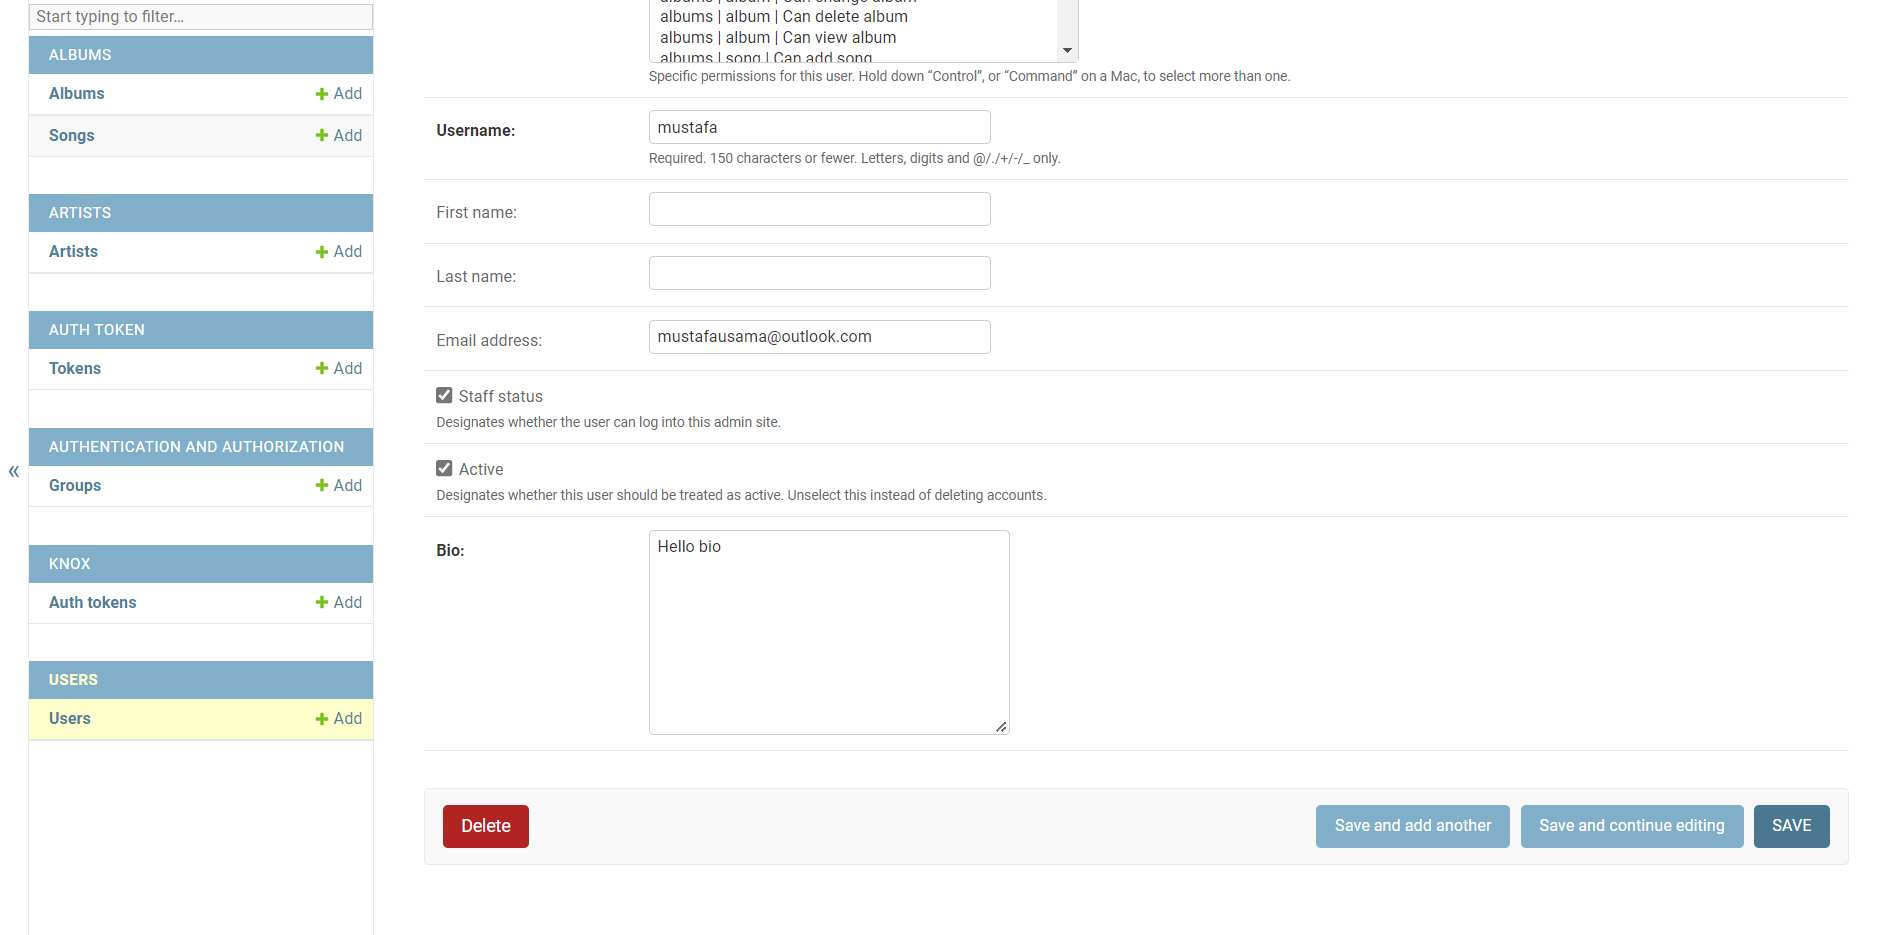 Start typing to filter...
ALBUMS
Albums
Add
Songs
Add
ARTISTS
Artists
Add
AUTH TOKEN
Tokens
Add
AUTHENTICATION AND AUTHORIZATION
Groups
Add
KNOX
Auth tokens
Add
USERS
Users
Add
«
albums | album | Can change album
albums | album | Can delete album
albums | album | Can view album
albums | song | Can add song
Specific permissions for this user. Hold down “Control”, or “Command” on a Mac, to select more than one.
Username:
mustafa
Required. 150 characters or fewer. Letters, digits and @/./+/-/_ only.
First name:
Last name:
Email address:
mustafausama@outlook.com
Staff status
Designates whether the user can log into this admin site.
Active
Designates whether this user should be treated as active. Unselect this instead of deleting accounts.
Bio:
Hello bio
Delete
Save and add another
Save and continue editing
SAVE